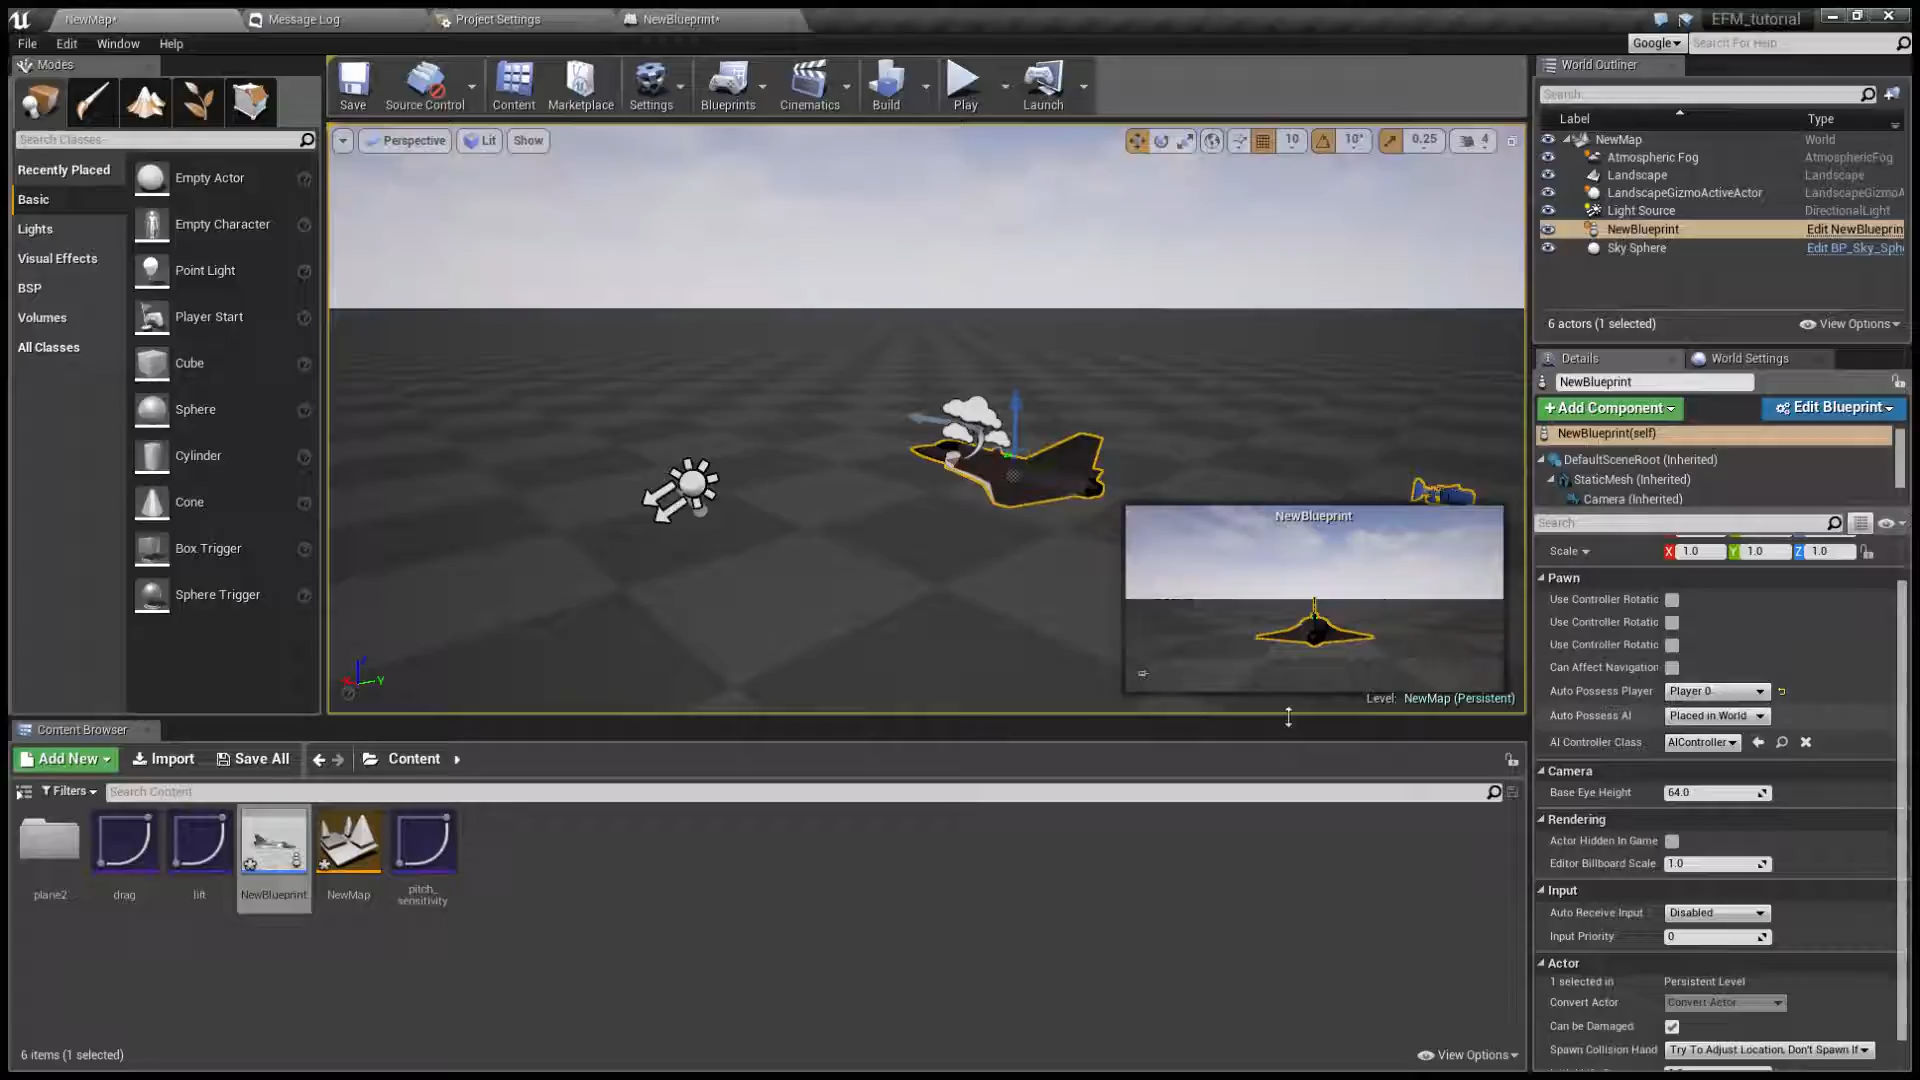 NewMap*
Message Log
Project Settings
NewBlueprint*
EFM_tutorial
File
Edit
Window
Help
Google
Search For Help
Modes
Save
Source Control
Content
Marketplace
Settings
Blueprints
Cinematics
Build
Play
Launch
World Outliner
Search...
Label
Type
NewMap
World
Atmospheric Fog
AtmosphericFog
Landscape
Landscape
LandscapeGizmoActiveActor
LandscapeGizmoA
Light Source
DirectionalLight
NewBlueprint
Edit NewBlueprin
Sky Sphere
Edit BP_Sky_Sph
6 actors (1 selected)
View Options
Search Classes
Recently Placed
Basic
Lights
Visual Effects
BSP
Volumes
All Classes
Empty Actor
Empty Character
Point Light
Player Start
Cube
Sphere
Cylinder
Cone
Box Trigger
Sphere Trigger
Perspective
Lit
Show
10
10°
0.25
4
NewBlueprint
X
Y
Level: NewMap (Persistent)
Details
World Settings
NewBlueprint
+Add Component
Edit Blueprint
NewBlueprint(self)
DefaultSceneRoot (Inherited)
StaticMesh (Inherited)
Camera (Inherited)
Search
Scale
X 1.0
Y 1.0
Z 1.0
Pawn
Use Controller Rotatic
Use Controller Rotatic
Use Controller Rotatic
Can Affect Navigation
Auto Possess Player
Player 0
Auto Possess AI
Placed in World
AI Controller Class
AIController
Camera
Base Eye Height
64.0
Rendering
Actor Hidden In Game
Editor Billboard Scale
1.0
Input
Auto Receive Input
Disabled
Input Priority
0
Actor
1 selected in
Persistent Level
Convert Actor
Convert Actor
Can be Damaged
Spawn Collision Hand
Try To Adjust Location, Don't Spawn If
Content Browser
Add New
Import
Save All
Content
Filters
Search Content
plane2
drag
lift
NewBlueprint
NewMap
pitch_
sensitivity
6 items (1 selected)
View Options